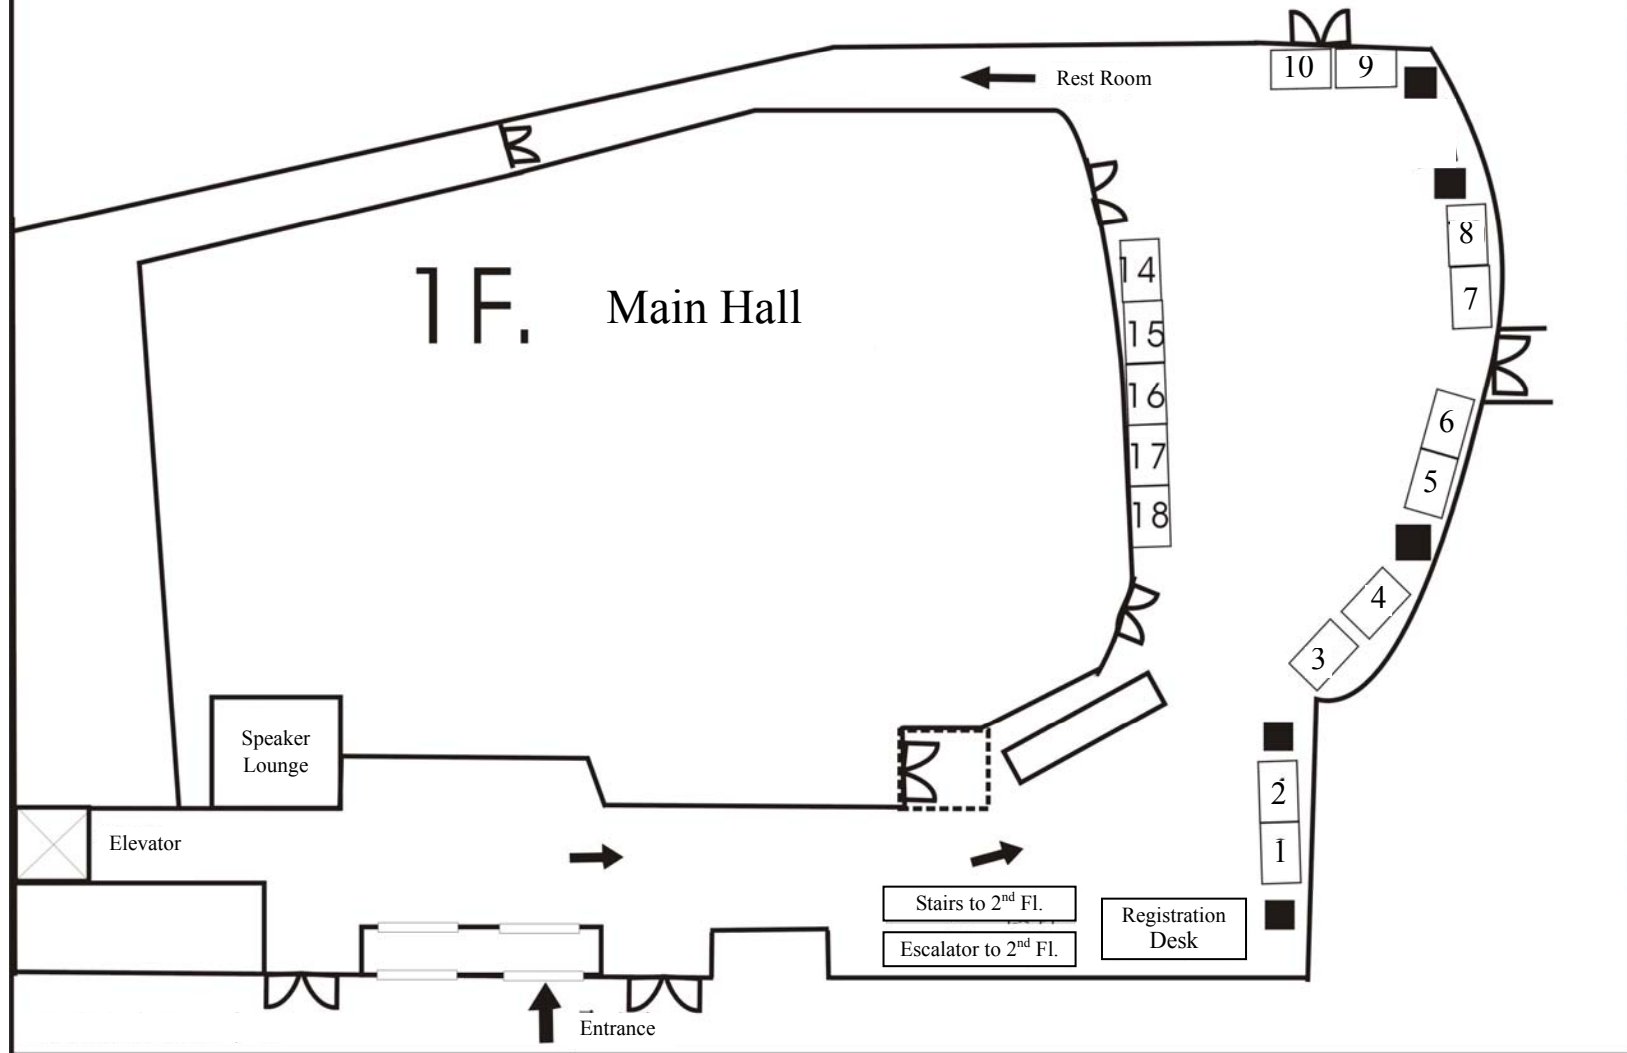 10
9
Rest Room
8
14
7
1F.
Main Hall
15
16
6
17
5
18
4
3
Speaker
Lounge
2
Elevator
1
Stairs to 2nd Fl.
Registration
Desk
Escalator to 2nd Fl.
Entrance